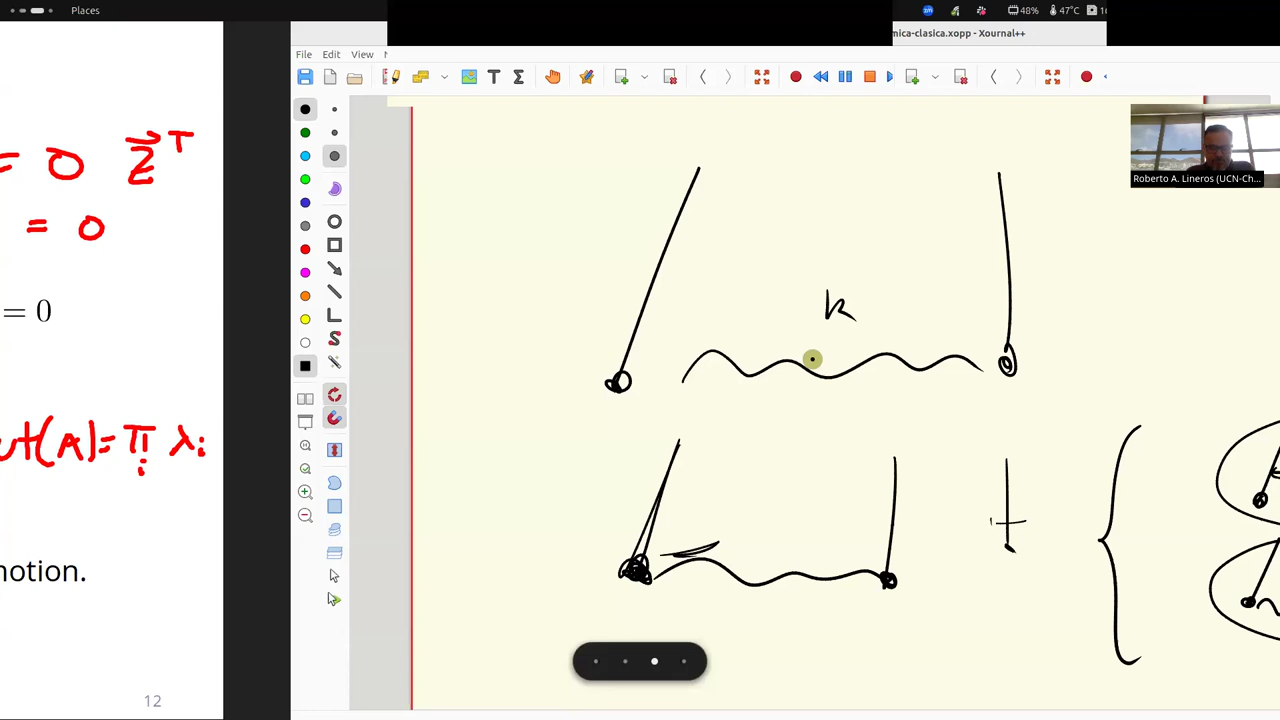 Places
48%
47°C
mica-clasica.xopp - Xournal++
File Edit View
= 0 Z⃗ᵀ
= 0
= 0
(A) = π λi
i
notion.
12
k
Roberto A. Lineros (UCN-Ch...